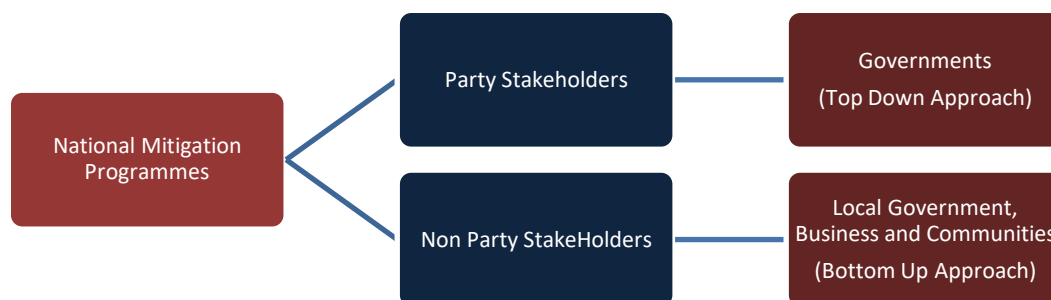 National Mitigation
Programmes
Party Stakeholders
Governments
(Top Down Approach)
Non Party StakeHolders
Local Government,
Business and Communities
(Bottom Up Approach)